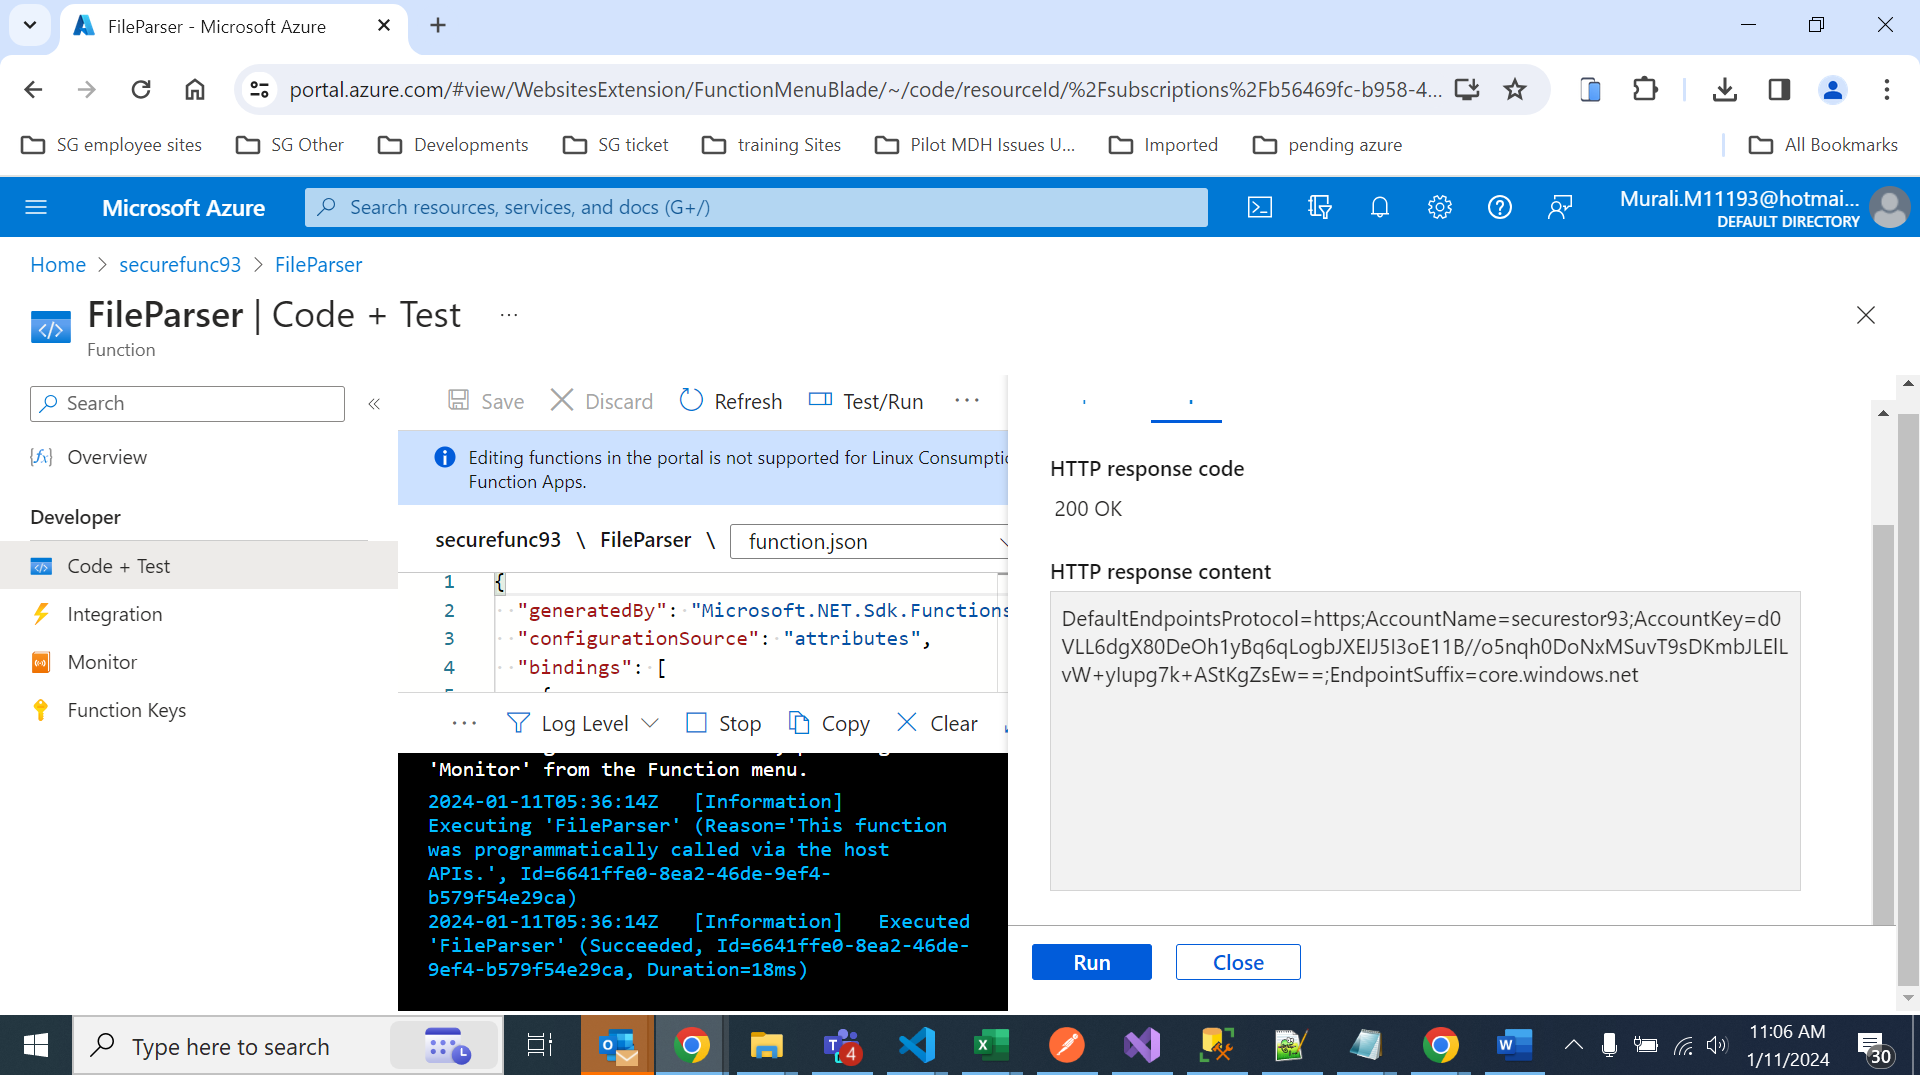 FileParser - Microsoft Azure
portal.azure.com/#view/WebsitesExtension/FunctionMenuBlade/~/code/resourceId/%2Fsubscriptions%2Fb56469fc-b958-4...
SG employee sites
SG Other
Developments
SG ticket
training Sites
Pilot MDH Issues U...
Imported
pending azure
All Bookmarks
Microsoft Azure
Search resources, services, and docs (G+/)
Murali.M11193@hotmai...
DEFAULT DIRECTORY
Home > securefunc93 > FileParser
FileParser | Code + Test ...
Function
Search
Overview
Developer
Code + Test
Integration
Monitor
Function Keys
Save
Discard
Refresh
Test/Run
Editing functions in the portal is not supported for Linux
Function Apps.
securefunc93 \ FileParser \ function.json
1 {
2 "generatedBy": "Microsoft.NET.Sdk.Functions
3 "configurationSource": "attributes",
4 "bindings": [
Log Level
Stop
Copy
Clear
'Monitor' from the Function menu.
2024-01-11T05:36:14Z [Information]
Executing 'FileParser' (Reason='This function
was programmatically called via the host
APIs.', Id=6641ffe0-8ea2-46de-9ef4-
b579f54e29ca)
2024-01-11T05:36:14Z [Information] Executed
'FileParser' (Succeeded, Id=6641ffe0-8ea2-46de-
9ef4-b579f54e29ca, Duration=18ms)
HTTP response code
200 OK
HTTP response content
DefaultEndpointsProtocol=https;AccountName=securestor93;AccountKey=d0
VLL6dgX80DeOh1yBq6qLogbJXEIJ5I3oE11B//o5nqh0DoNxMSuvT9sDKmbJLElL
vW+yIupg7k+AStKgZsEw==;EndpointSuffix=core.windows.net
Run
Close
Type here to search
4
11:06 AM
1/11/2024
30